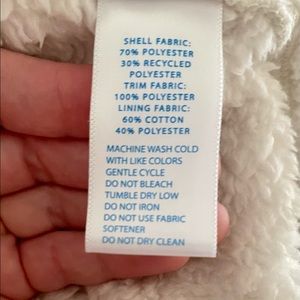 SHELL FABRIC:
70% POLYESTER
30% RECYCLED
POLYESTER
TRIM FABRIC:
100% POLYESTER
LINING FABRIC:
60% COTTON
40% POLYESTER
MACHINE WASH COLD
WITH LIKE COLORS
GENTLE CYCLE
DO NOT BLEACH
TUMBLE DRY LOW
DO NOT IRON
DO NOT USE FABRIC
SOFTENER
DO NOT DRY CLEAN